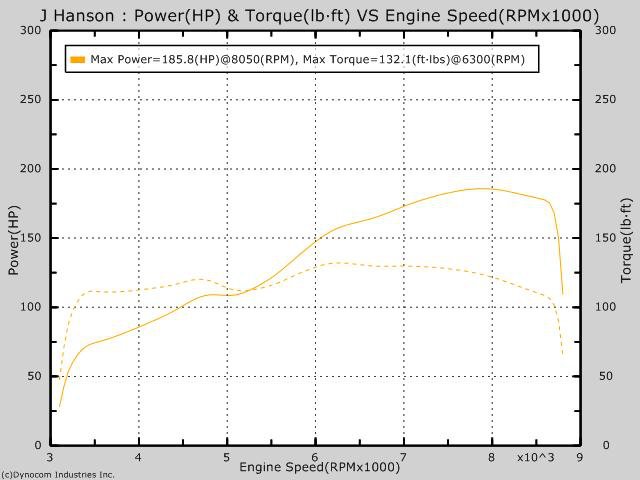 J Hanson : Power(HP) & Torque(lb·ft) VS Engine Speed(RPMx1000)
300
300
Max Power=185.8(HP)@8050(RPM), Max Torque=132.1(ft·lbs)@6300(RPM)
250
250
200
200
Power(HP)
Torque(lb·ft)
150
150
100
100
50
50
0
0
3 4 5 6 7 8 x10^3 9
Engine Speed(RPMx1000)
(c)Dynocom Industries Inc.